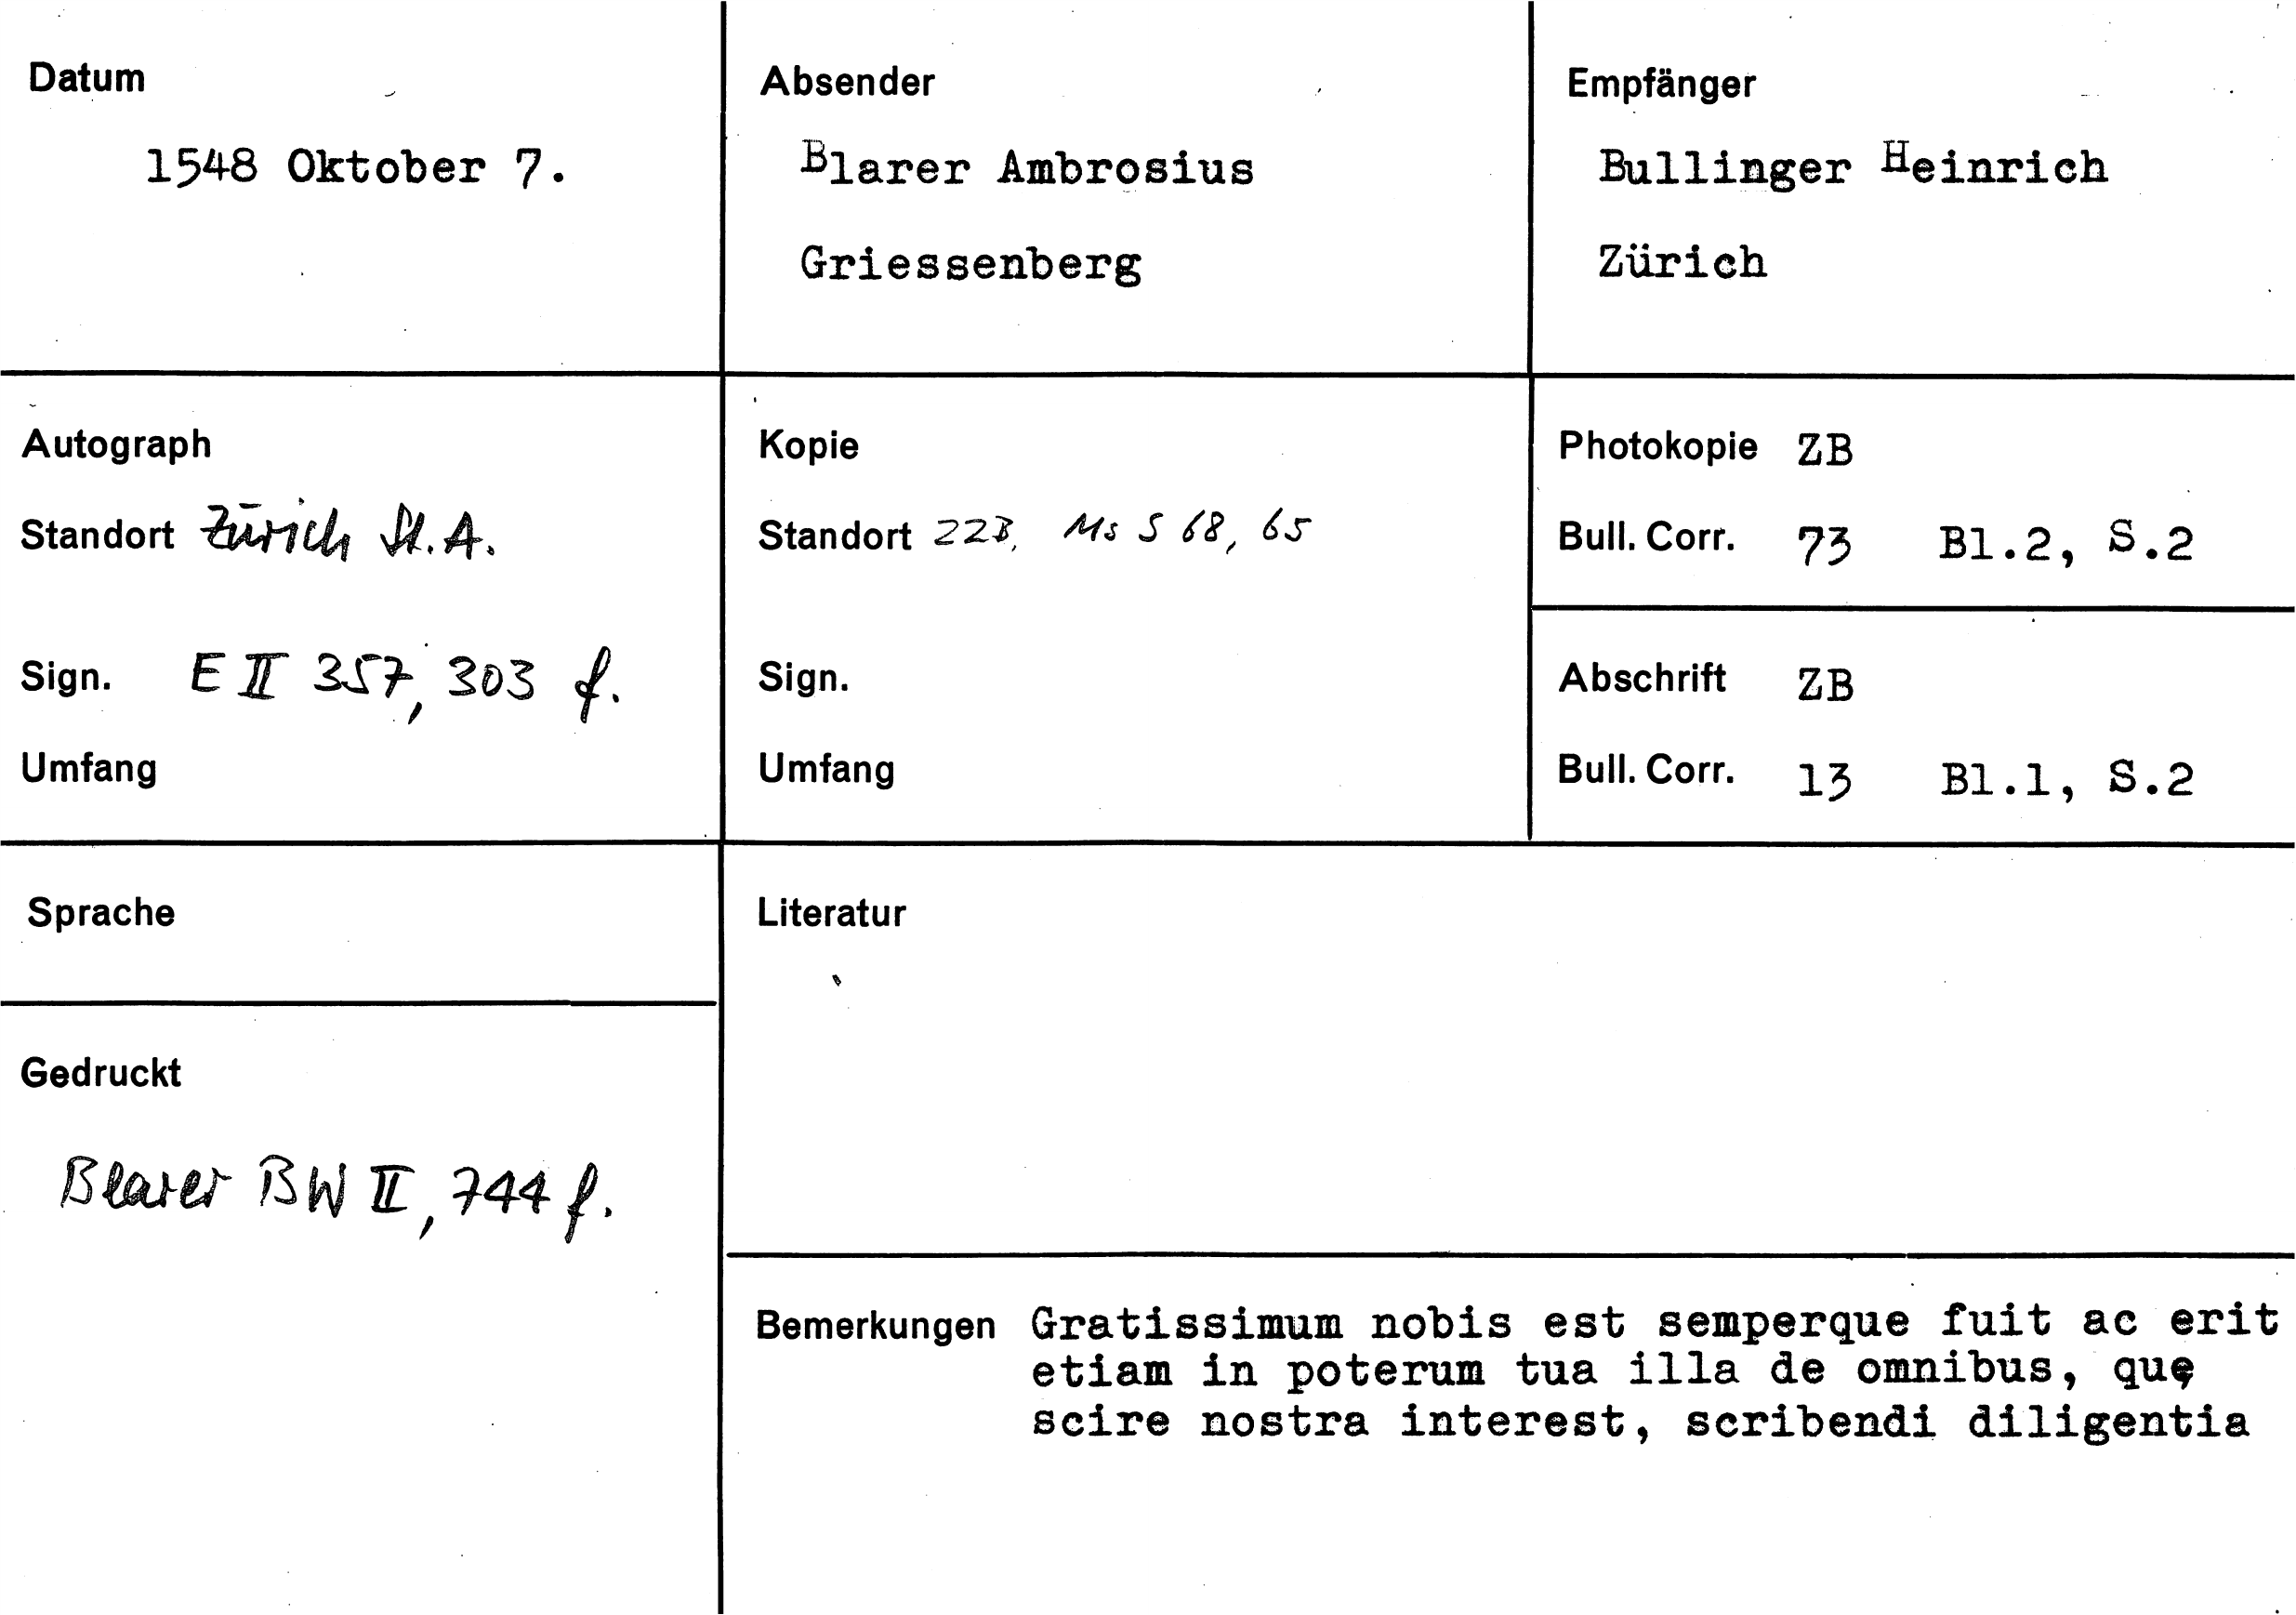 Datum
1548 Oktober 7.
Absender
Blarer Ambrosius
Griessenberg
Empfänger
Bullinger Heinrich
Zürich
Autograph
Standort Zürich St.A.
Sign. E II 357, 303 f.
Umfang
Kopie
Standort ZZB, Ms S 68, 65
Sign.
Umfang
Photokopie ZB
Bull. Corr. 73 Bl.2, S.2
Abschrift ZB
Bull. Corr. 13 Bl.1, S.2
Sprache
Gedruckt
Blarer BW II, 744 f.
Literatur
Bemerkungen Gratissimum nobis est semperque fuit ac erit
etiam in poterum tua illa de omnibus, quę
scire nostra interest, scribendi diligentia